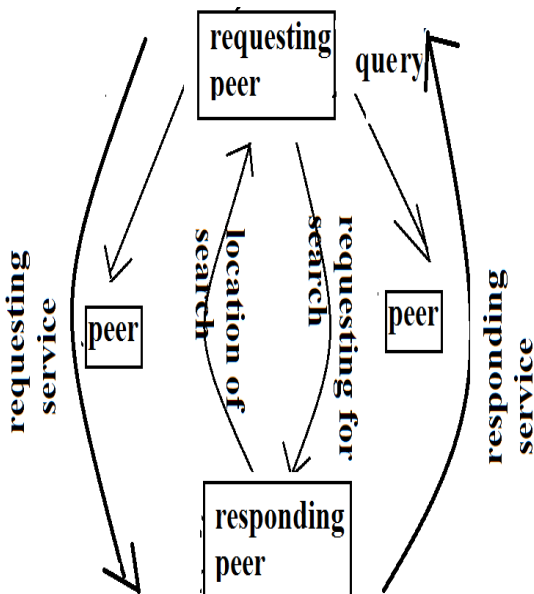 requesting
peer
query
requesting
service
peer
location of
search
requesting for
search
peer
responding
service
responding
peer